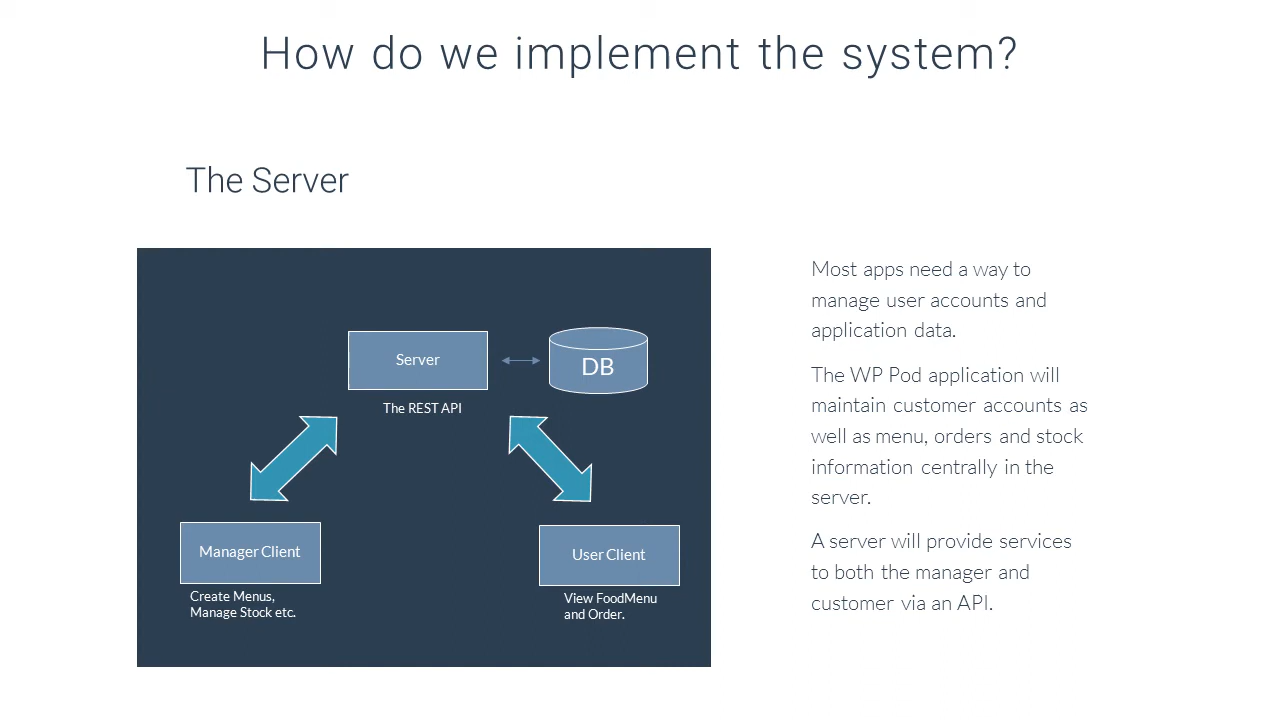 How do we implement the system?
The Server
Server
DB
The REST API
Manager Client
Create Menus,
Manage Stock etc.
User Client
View FoodMenu
and Order.
Most apps need a way to
manage user accounts and
application data.
The WP Pod application will
maintain customer accounts as
well as menu, orders and stock
information centrally in the
server.
A server will provide services
to both the manager and
customer via an API.